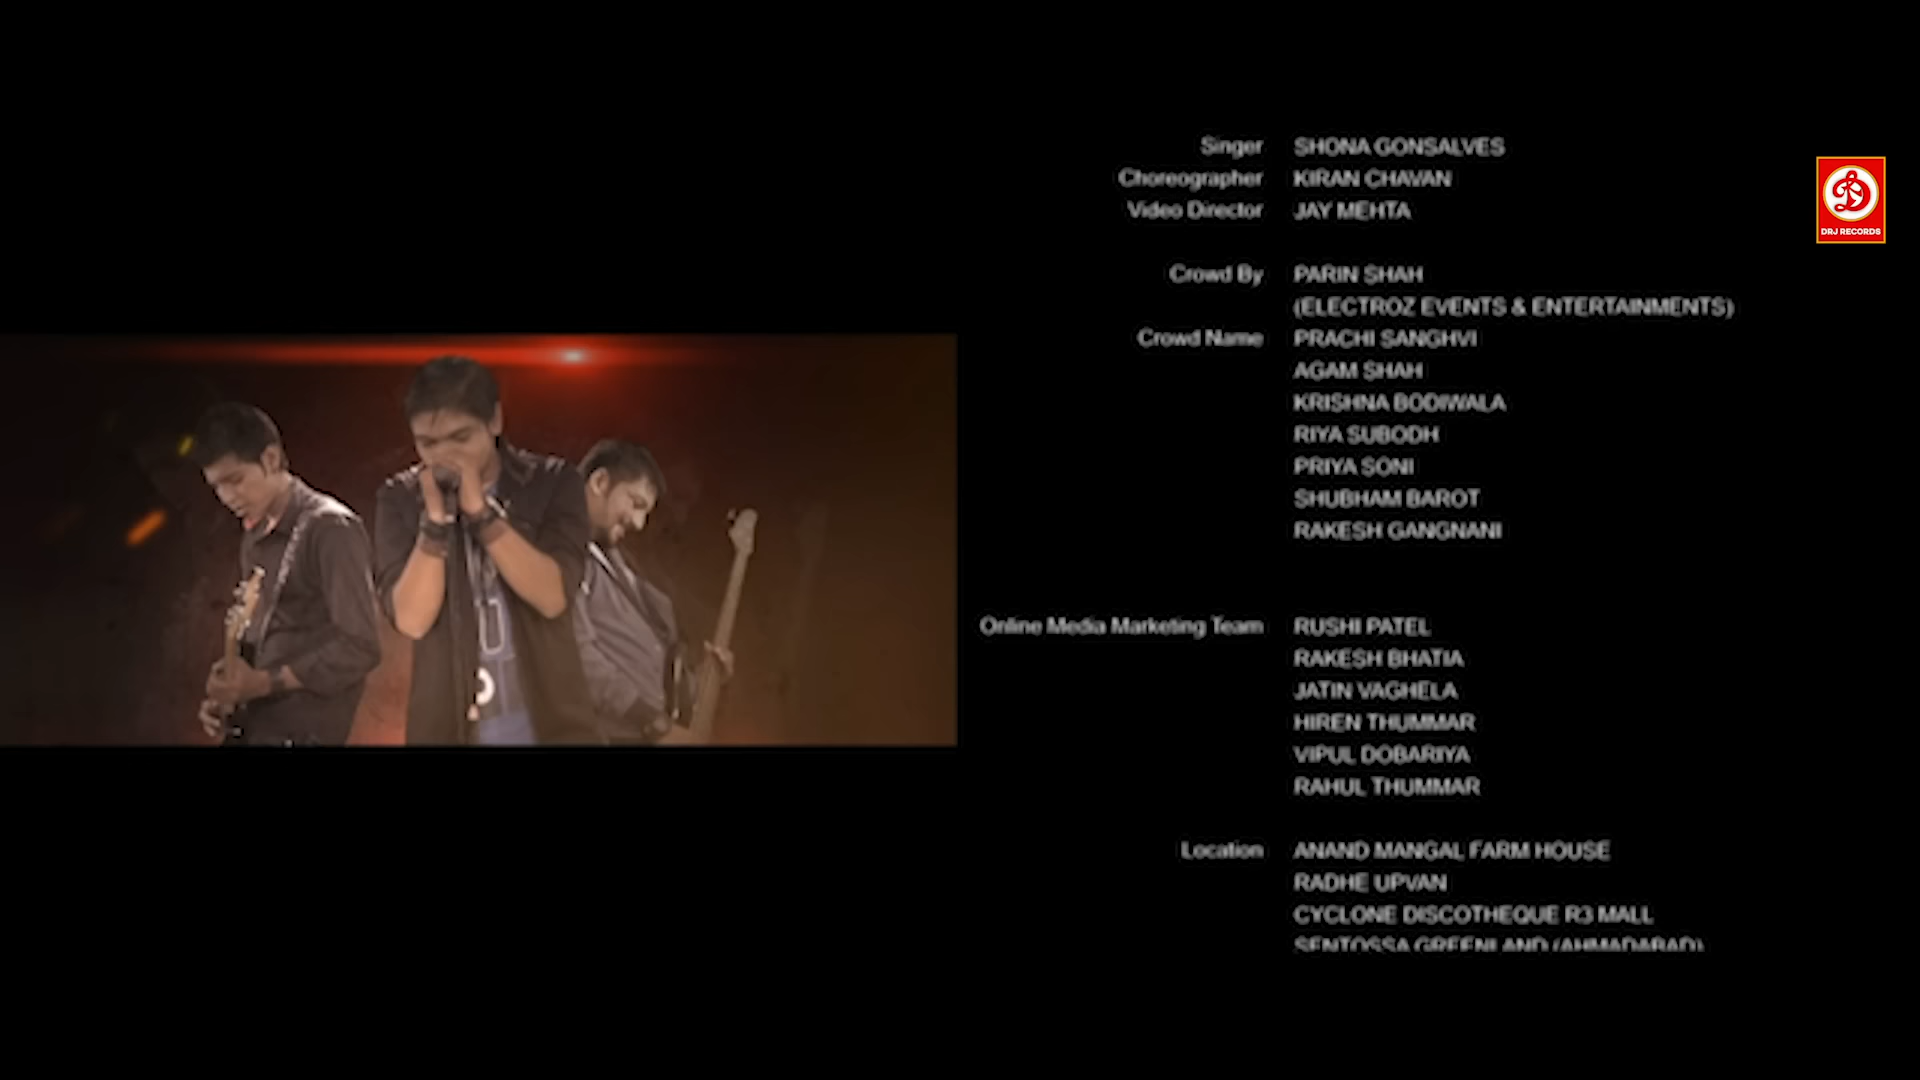 Singer SHONA GONSALVES
Choreographer KIRAN CHAVAN
Video Director JAY MEHTA
Crowd By PARIN SHAH
(ELECTROZ EVENTS & ENTERTAINMENTS)
Crowd Name PRACHI SANGHVI
AGAM SHAH
KRISHNA BODIWALA
RIYA SUBODH
PRIYA SONI
SHUBHAM BAROT
RAKESH GANGNANI
Online Media Marketing Team RUSHI PATEL
RAKESH BHATIA
JATIN VAGHELA
HIREN THUMMAR
VIPUL DOBARIYA
RAHUL THUMMAR
Location ANAND MANGAL FARM HOUSE
RADHE UPVAN
CYCLONE DISCOTHEQUE R3 MALL
SENTOSSA GREENLAND (AHMADABAD)
DRJ RECORDS